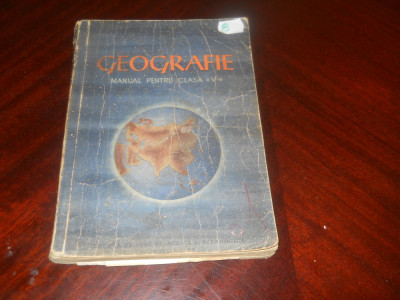 GEOGRAFIE
MANUAL PENTRU CLASA a V-a